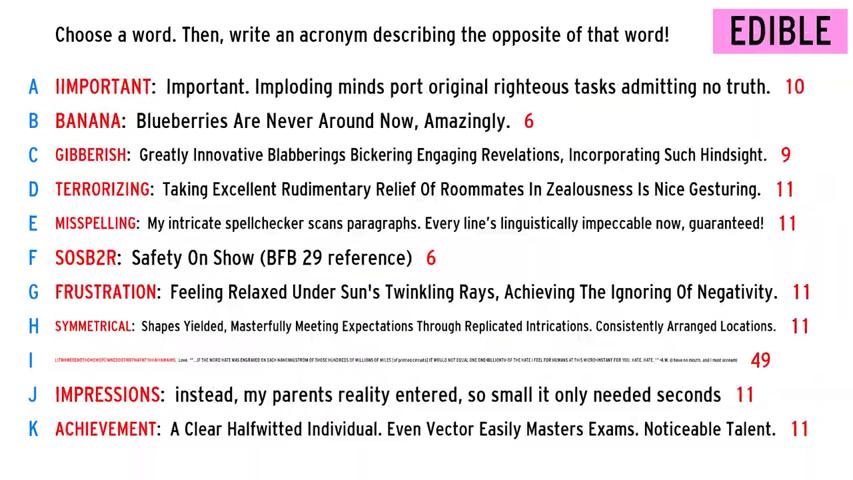 Choose a word. Then, write an acronym describing the opposite of that word!
EDIBLE
A IIMPORTANT: Important. Imploding minds port original righteous tasks admitting no truth. 10
B BANANA: Blueberries Are Never Around Now, Amazingly. 6
C GIBBERISH: Greatly Innovative Blabberings Bickering Engaging Revelations, Incorporating Such Hindsight. 9
D TERRORIZING: Taking Excellent Rudimentary Relief Of Roommates In Zealousness Is Nice Gesturing. 11
E MISSPELLING: My intricate spellchecker scans paragraphs. Every line's linguistically impeccable now, guaranteed! 11
F SOSB2R: Safety On Show (BFB 29 reference) 6
G FRUSTRATION: Feeling Relaxed Under Sun's Twinkling Rays, Achieving The Ignoring Of Negativity. 11
H SYMMETRICAL: Shapes Yielded, Masterfully Meeting Expectations Through Replicated Intrications. Consistently Arranged Locations. 11
I 49
J IMPRESSIONS: instead, my parents reality entered, so small it only needed seconds 11
K ACHIEVEMENT: A Clear Halfwitted Individual. Even Vector Easily Masters Exams. Noticeable Talent. 11